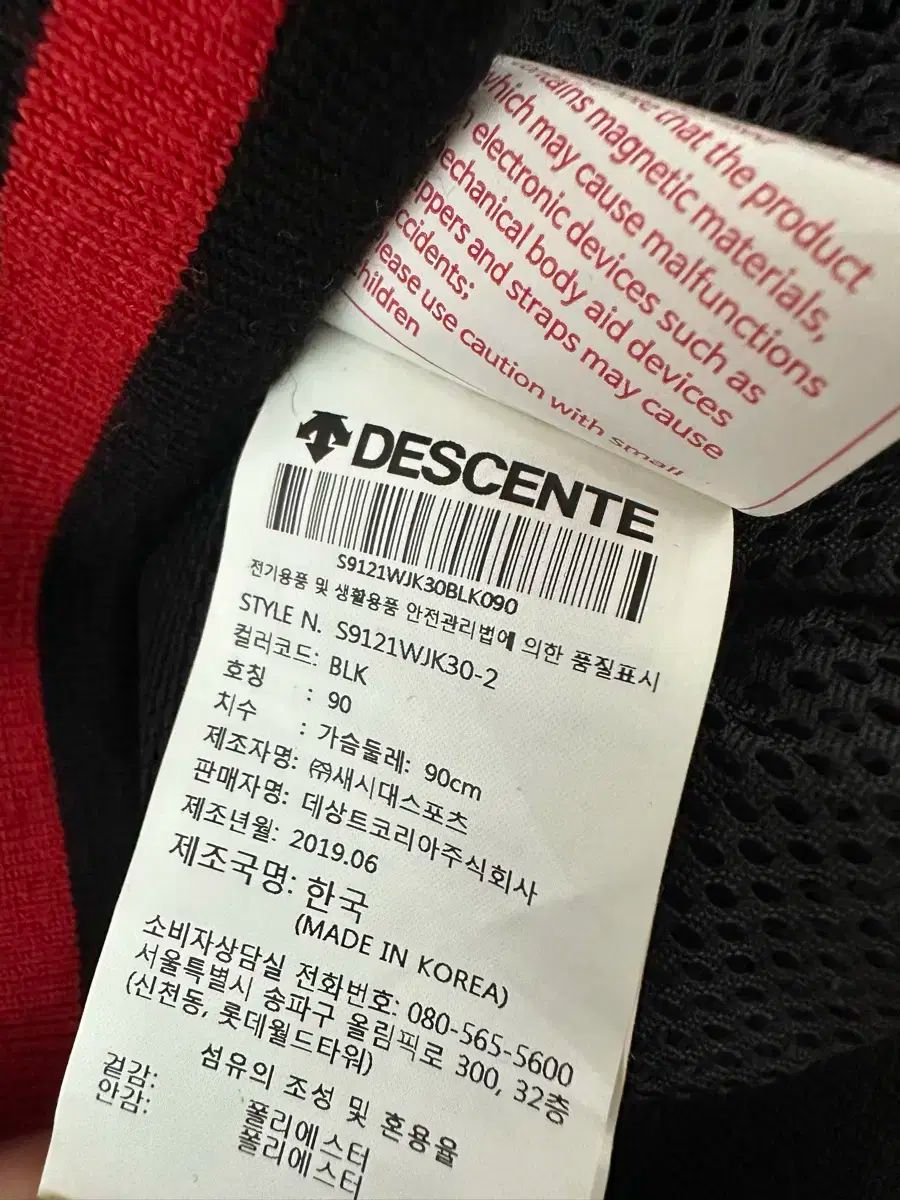 that the product
magnetic materials,
which may cause malfunctions
electronic devices such as
body aid devices
and straps may cause
use caution with small
DESCENTE
S9121WJK30BLK090
전기용품 및 생활용품 안전관리법에 의한 품질표시
STYLE N. S9121WJK30-2
컬러코드: BLK
호칭 : 90
치수 : 가슴둘레: 90cm
제조자명: ㈜새시대스포츠
판매자명: 데상트코리아주식회사
제조년월: 2019.06
제조국명: 한국
(MADE IN KOREA)
소비자상담실 전화번호: 080-565-5600
서울특별시 송파구 올림픽로 300, 32층
(신천동, 롯데월드타워)
섬유의 조성 및 혼용율
겉감: 폴리에스터
안감: 폴리에스터